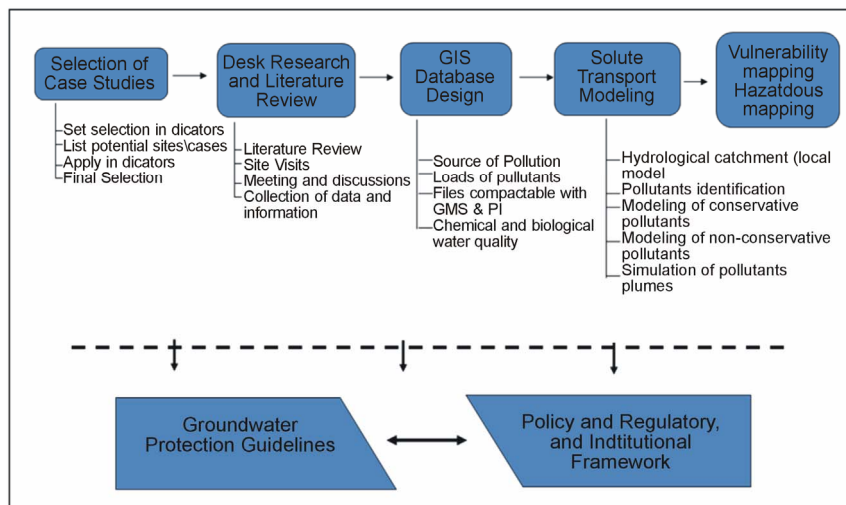 Selection of
Case Studies
Set selection in dicators
List potential sites\cases
Apply in dicators
Final Selection
Desk Research
and Literature
Review
Literature Review
Site Visits
Meeting and discussions
Collection of data and
information
GIS
Database
Design
Source of Pollution
Loads of pullutants
Files compactable with
GMS & PI
Chemical and biological
water quality
Solute
Transport
Modeling
Hydrological catchment (local
model
Pollutants identification
Modeling of conservative
pollutants
Modeling of non-conservative
pollutants
Simulation of pollutants
plumes
Vulnerability
mapping
Hazatdous
mapping
Groundwater
Protection Guidelines
Policy and Regulatory,
and Indtitutional
Framework